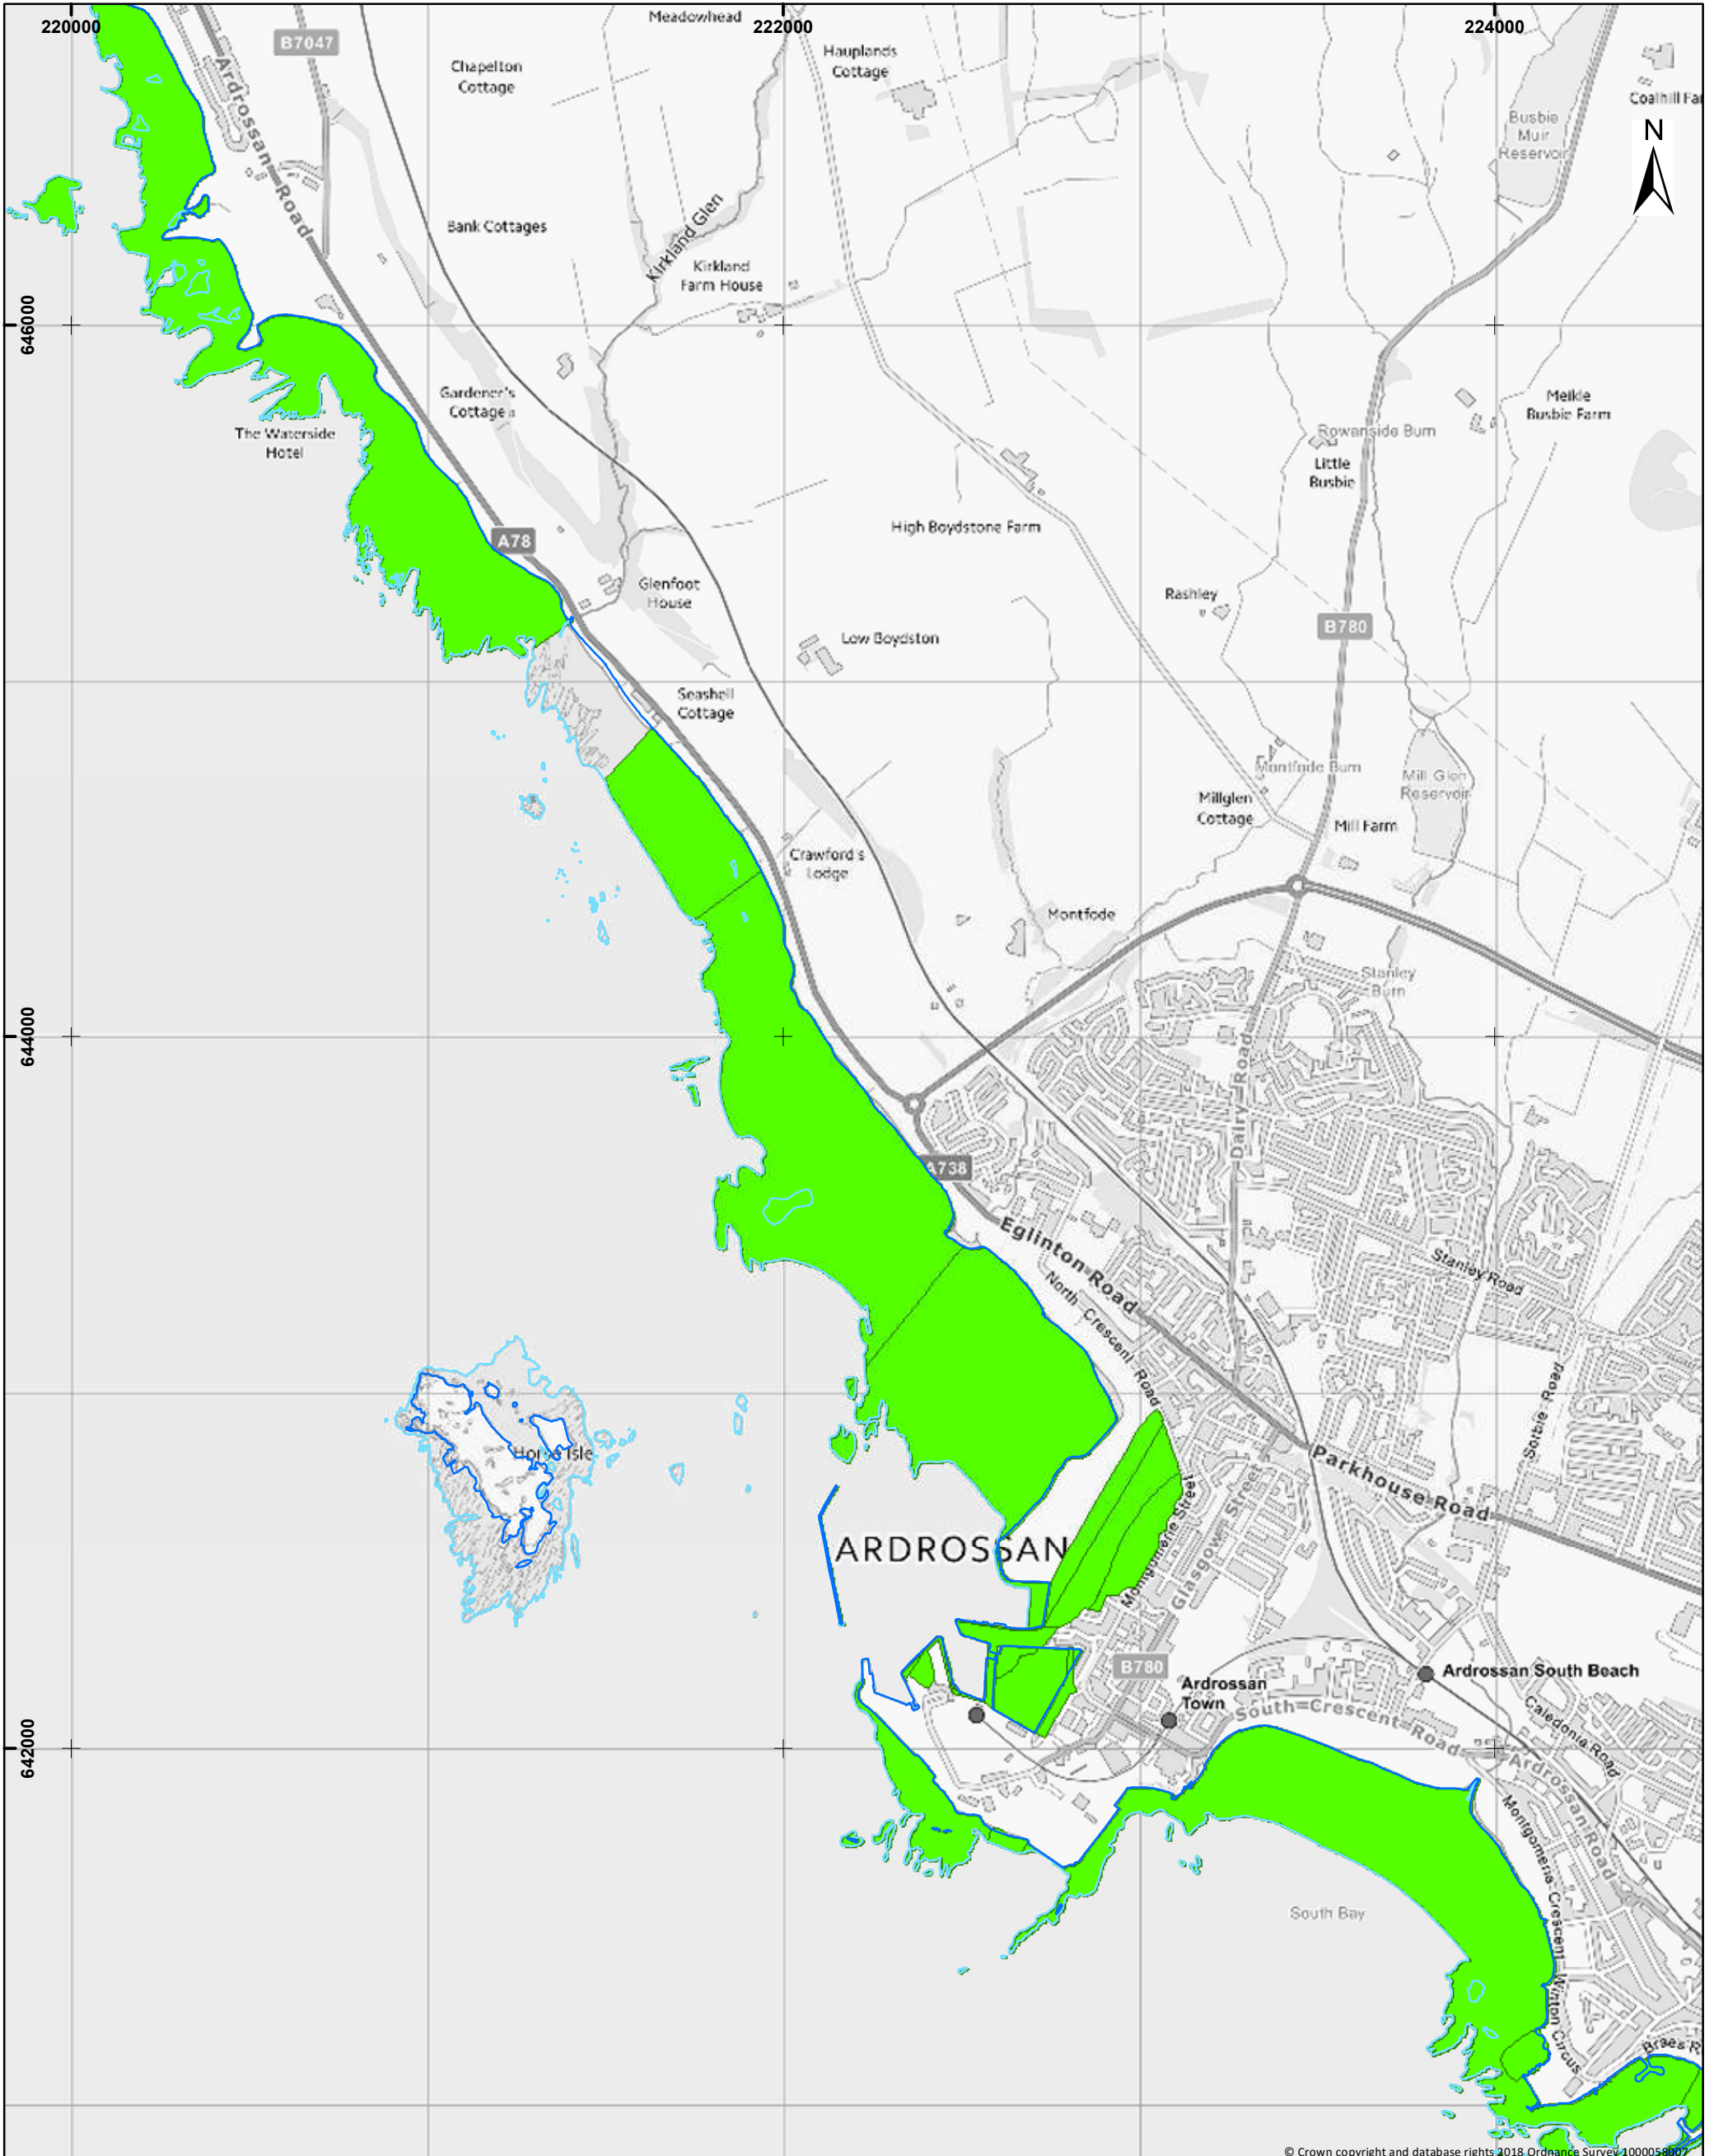 220000
222000
224000
Meadowhead
B7047
Hauplands
Cottage
Chapelton
Cottage
Coalhill Fa
Busbie
Muir
Reservoir
N
Ardrossan Road
Bank Cottages
Kirkland Glen
Kirkland
Farm House
646000
Gardener's
Cottage
Meikle
Busbie Farm
The Waterside
Hotel
Rowanside Burn
Little
Busbie
High Boydstone Farm
A78
Glenfoot
House
Rashley
B780
Low Boydston
Seashell
Cottage
Montfode Burn
Mill Glen
Reservoir
Millglen
Cottage
Mill Farm
Crawford's
Lodge
Montfode
Stanley
Burn
644000
Dalry Road
A738
Eglinton Road
Stanley Road
North Crescent Road
Sorbie Road
Horse Isle
Parkhouse Road
Montgomerie Street
Glasgow Street
ARDROSSAN
B780
Ardrossan South Beach
Ardrossan
Town
South Crescent Road
Caledonia Road
642000
Ardrossan Road
Montgomerie Crescent
South Bay
Winton Circus
Braes R
© Crown copyright and database rights 2018 Ordnance Survey 1000058007